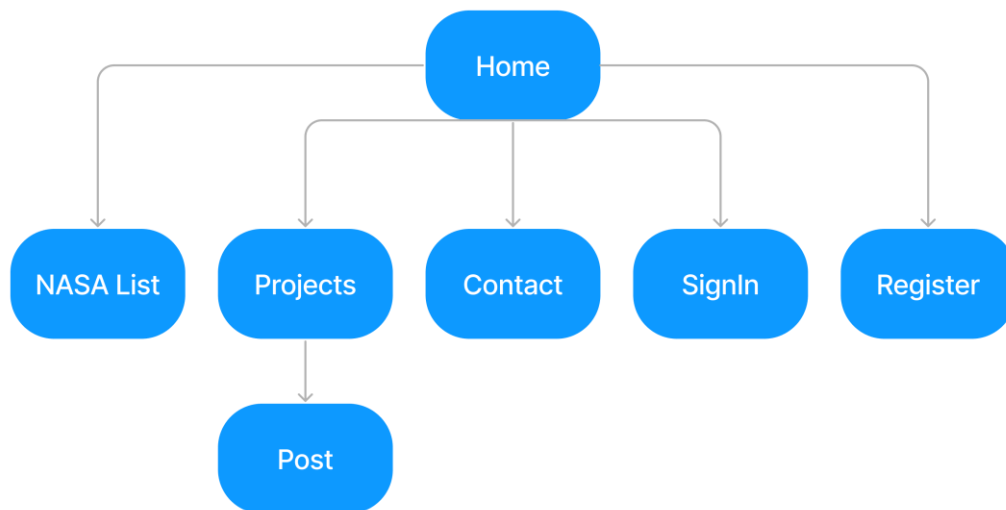 Home
NASA List
Projects
Contact
SignIn
Register
Post